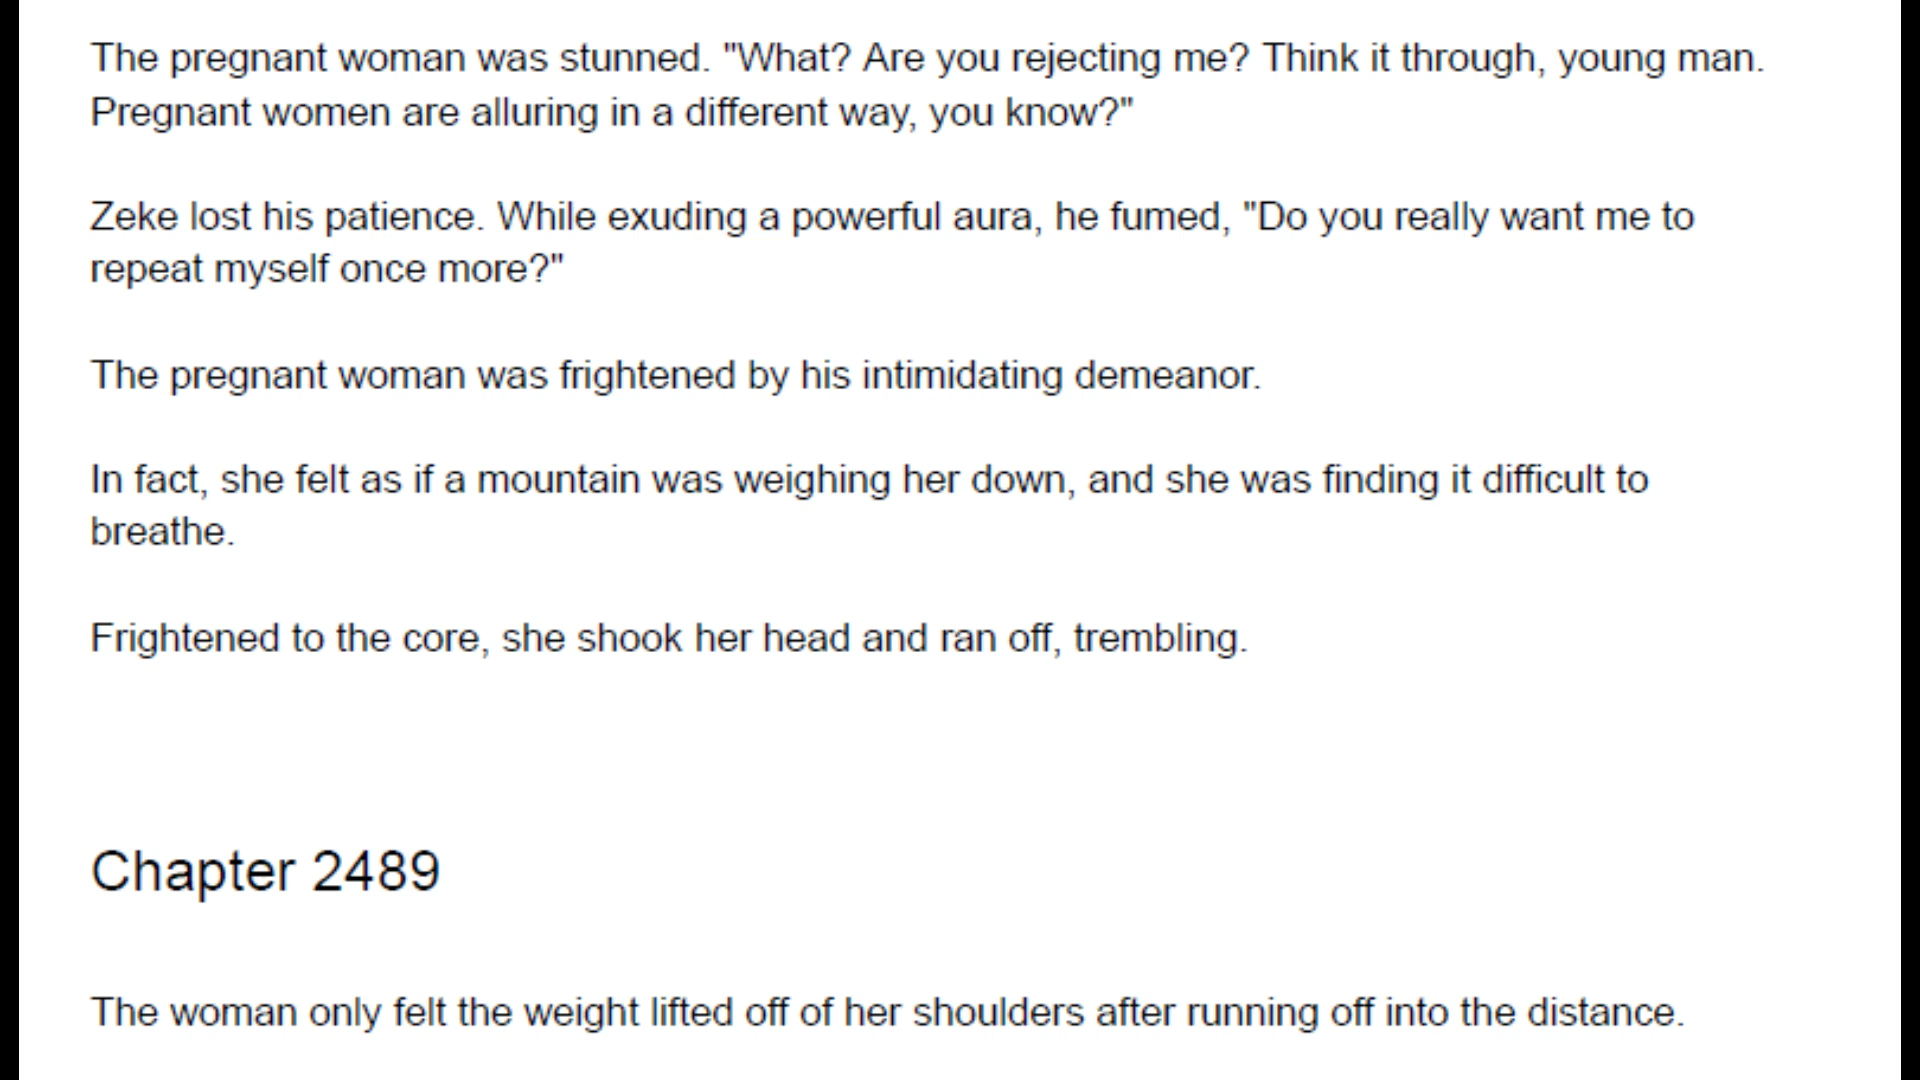 The pregnant woman was stunned. "What? Are you rejecting me? Think it through, young man.
Pregnant women are alluring in a different way, you know?"
Zeke lost his patience. While exuding a powerful aura, he fumed, "Do you really want me to
repeat myself once more?"
The pregnant woman was frightened by his intimidating demeanor.
In fact, she felt as if a mountain was weighing her down, and she was finding it difficult to
breathe.
Frightened to the core, she shook her head and ran off, trembling.
Chapter 2489
The woman only felt the weight lifted off of her shoulders after running off into the distance.